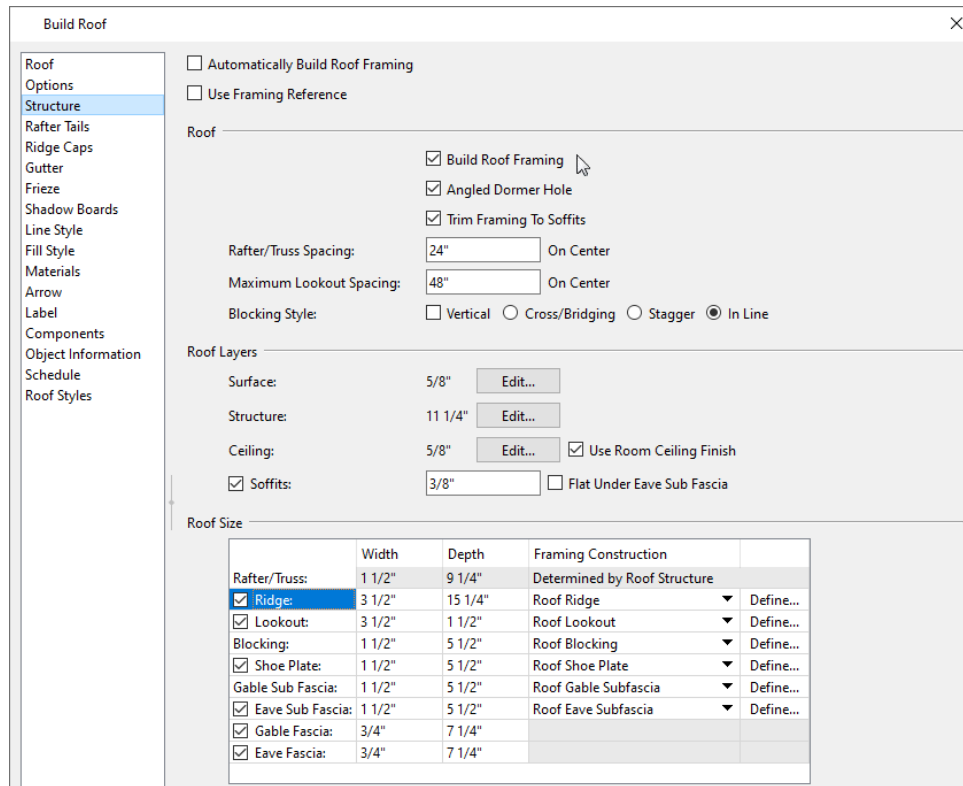 Build Roof
Roof
Options
Structure
Rafter Tails
Ridge Caps
Gutter
Frieze
Shadow Boards
Line Style
Fill Style
Materials
Arrow
Label
Components
Object Information
Schedule
Roof Styles
Automatically Build Roof Framing
Use Framing Reference
Roof
Build Roof Framing
Angled Dormer Hole
Trim Framing To Soffits
Rafter/Truss Spacing: 24" On Center
Maximum Lookout Spacing: 48" On Center
Blocking Style: Vertical Cross/Bridging Stagger In Line
Roof Layers
Surface: 5/8" Edit...
Structure: 11 1/4" Edit...
Ceiling: 5/8" Edit... Use Room Ceiling Finish
Soffits: 3/8" Flat Under Eave Sub Fascia
Roof Size
Width Depth Framing Construction
Rafter/Truss: 1 1/2" 9 1/4" Determined by Roof Structure
Ridge: 3 1/2" 15 1/4" Roof Ridge Define...
Lookout: 3 1/2" 1 1/2" Roof Lookout Define...
Blocking: 1 1/2" 5 1/2" Roof Blocking Define...
Shoe Plate: 1 1/2" 5 1/2" Roof Shoe Plate Define...
Gable Sub Fascia: 1 1/2" 5 1/2" Roof Gable Subfascia Define...
Eave Sub Fascia: 1 1/2" 5 1/2" Roof Eave Subfascia Define...
Gable Fascia: 3/4" 7 1/4"
Eave Fascia: 3/4" 7 1/4"